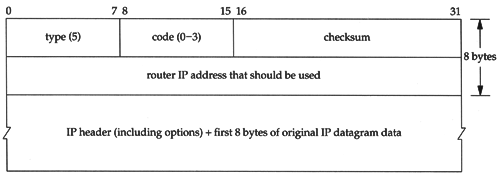 0 7 8 15 16 31
type (5) code (0−3) checksum
8 bytes
router IP address that should be used
IP header (including options) + first 8 bytes of original IP datagram data